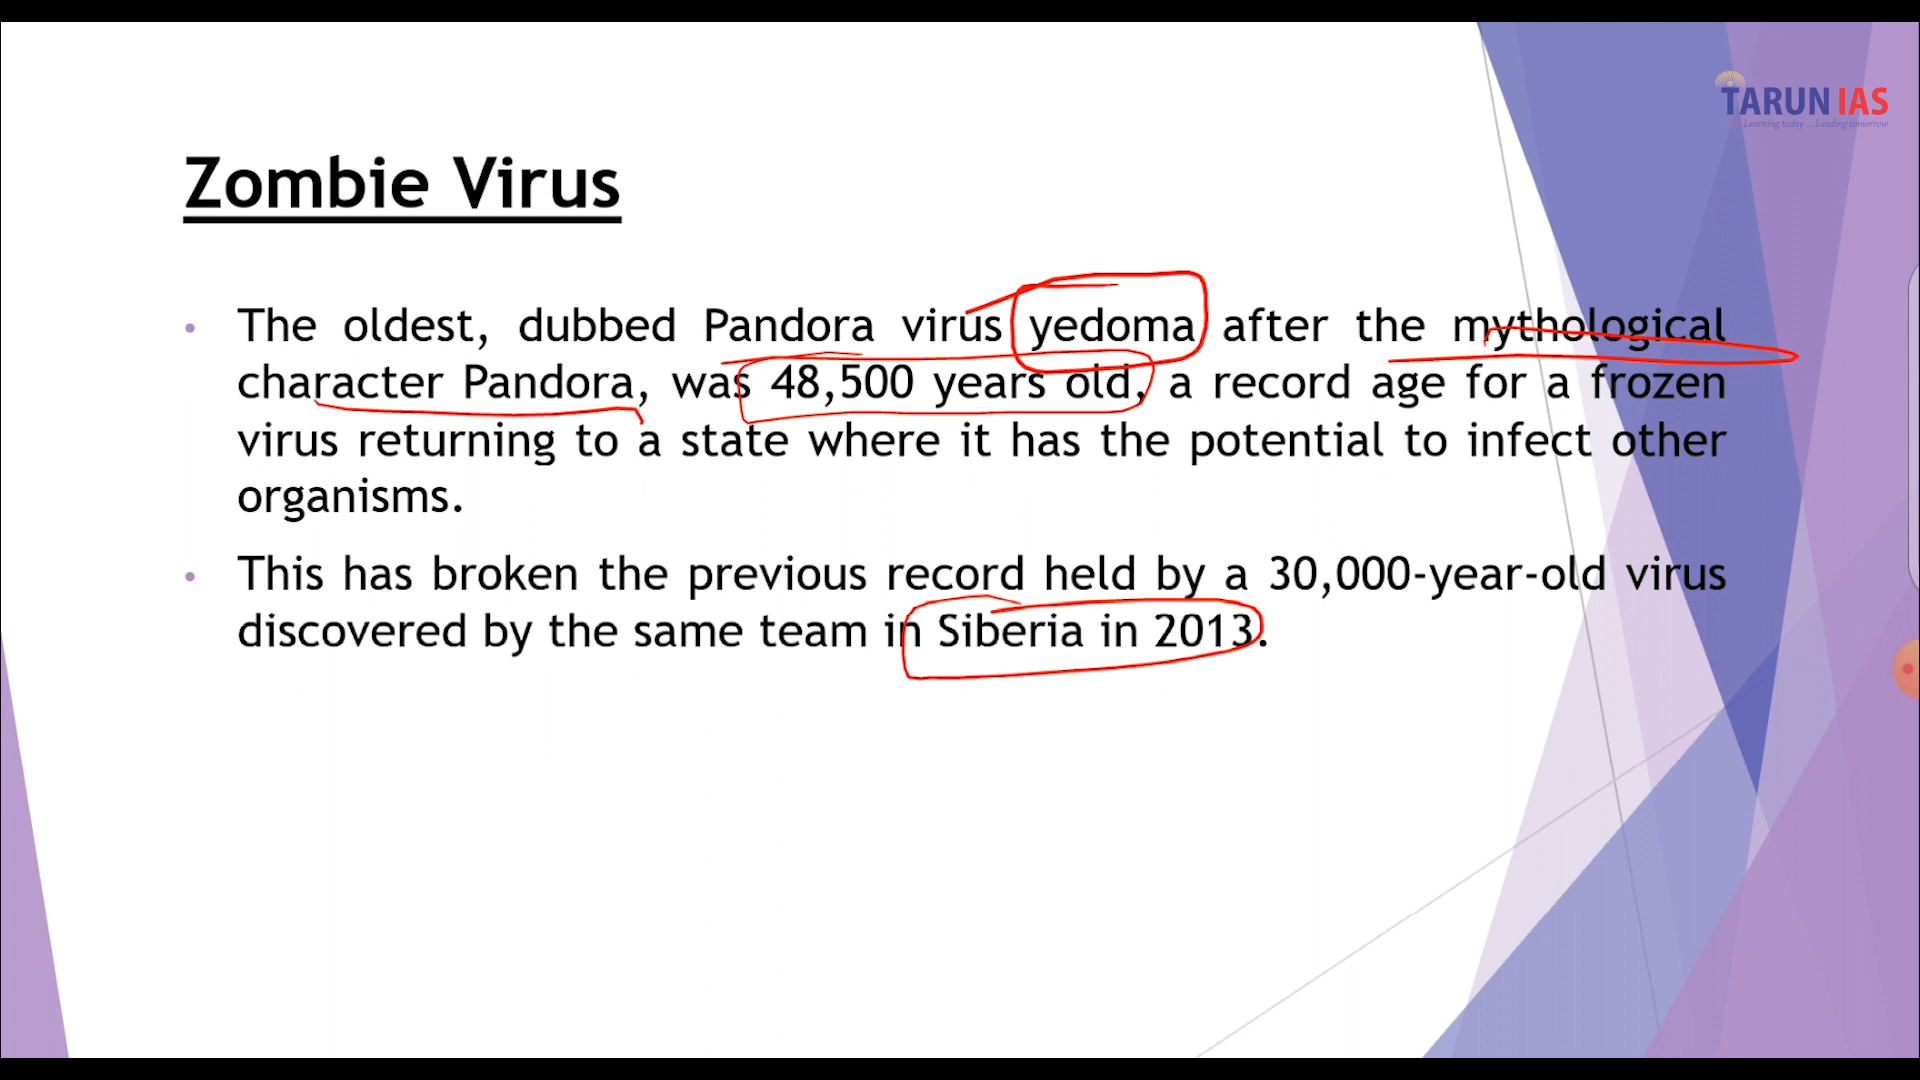 TARUN IAS
Learning today ... Leading tomorrow
Zombie Virus
• The oldest, dubbed Pandora virus yedoma after the mythological
character Pandora, was 48,500 years old, a record age for a frozen
virus returning to a state where it has the potential to infect other
organisms.
• This has broken the previous record held by a 30,000-year-old virus
discovered by the same team in Siberia in 2013.